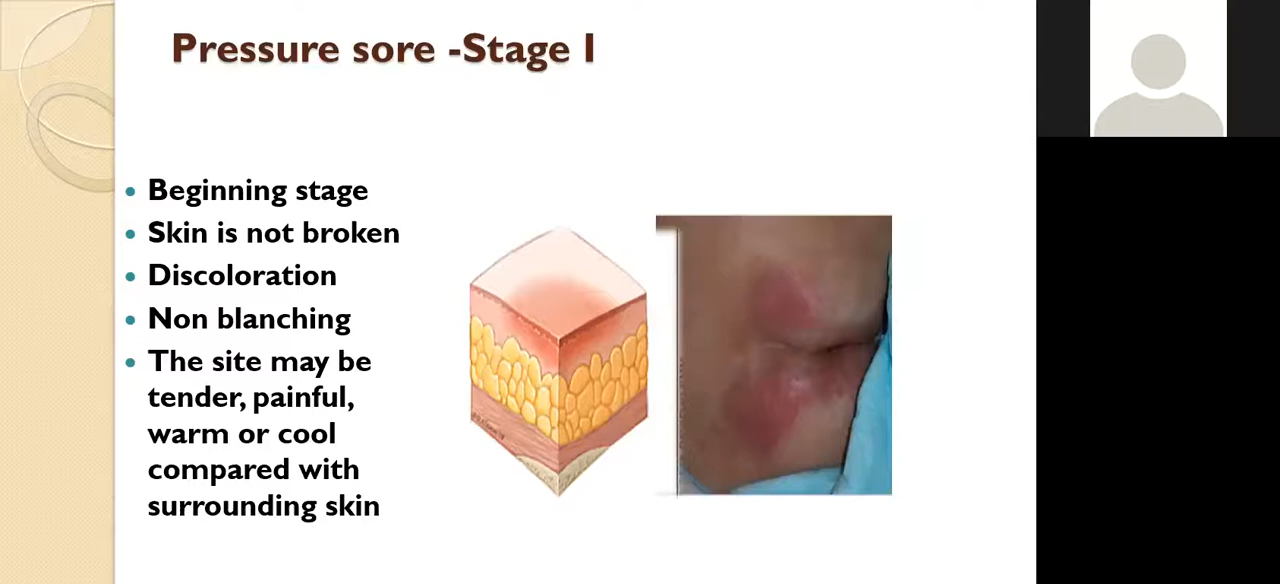 Pressure sore -Stage I
Beginning stage
Skin is not broken
Discoloration
Non blanching
The site may be
tender, painful,
warm or cool
compared with
surrounding skin